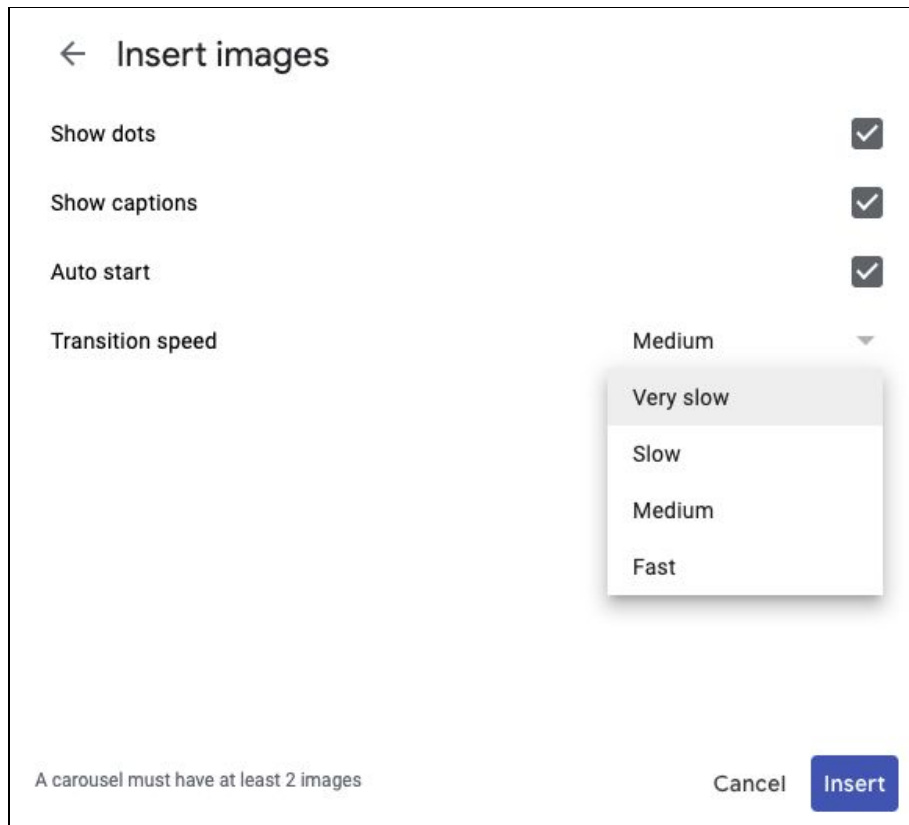 Insert images
Show dots
Show captions
Auto start
Transition speed Medium
Very slow
Slow
Medium
Fast
A carousel must have at least 2 images Cancel Insert